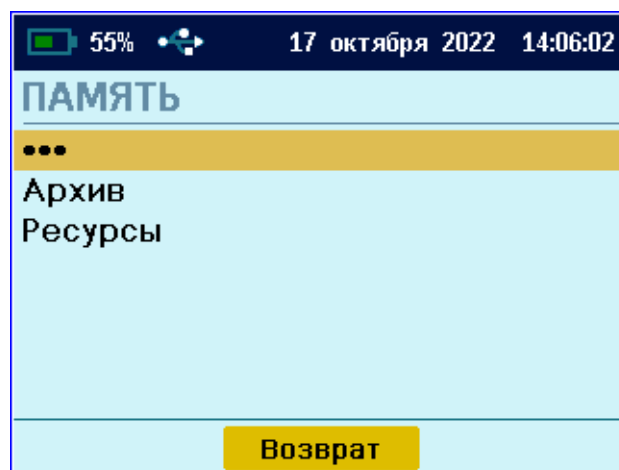 55% 17 октября 2022 14:06:02
ПАМЯТЬ
•••
Архив
Ресурсы
Возврат